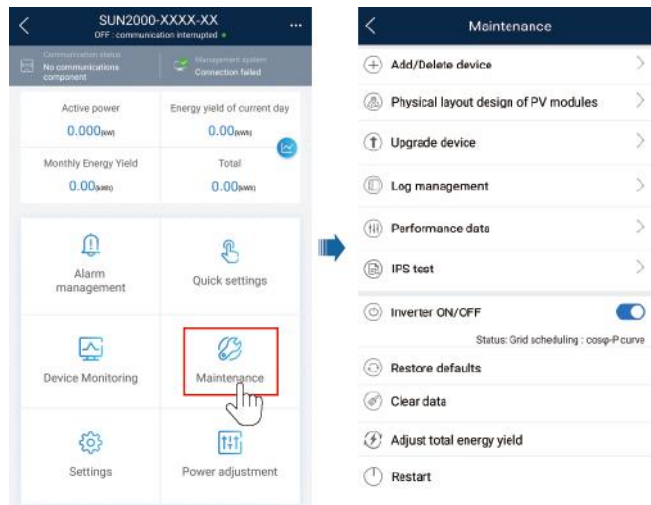 SUN2000-XXXX-XX
OFF : communication interrupted
Communication status
No communications
component
Management system
Connection failed
Active power
0.000(kW)
Energy yield of current day
0.00(kWh)
Monthly Energy Yield
0.00(kWh)
Total
0.00(kWh)
Alarm
management
Quick settings
Device Monitoring
Maintenance
Settings
Power adjustment
Maintenance
Add/Delete device
Physical layout design of PV modules
Upgrade device
Log management
Performance data
IPS test
Inverter ON/OFF
Status: Grid scheduling : cosφ-P curve
Restore defaults
Clear data
Adjust total energy yield
Restart